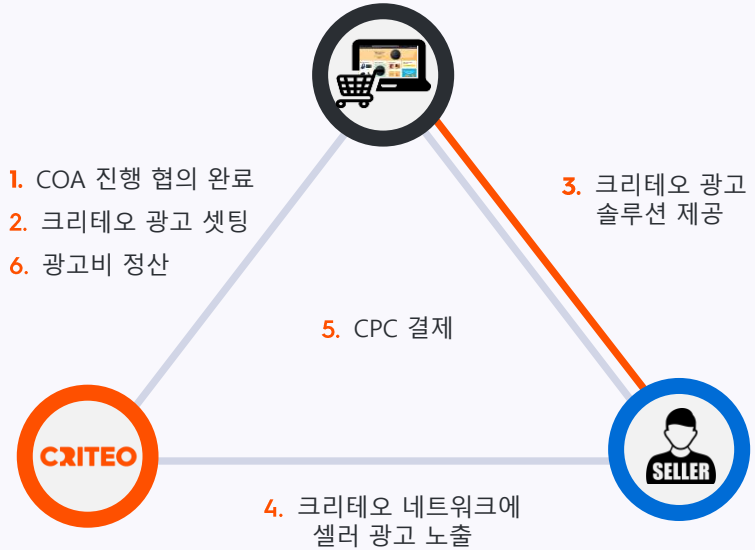 1. COA 진행 협의 완료
2. 크리테오 광고 셋팅
6. 광고비 정산
3. 크리테오 광고
솔루션 제공
5. CPC 결제
CRITEO
SELLER
4. 크리테오 네트워크에
셀러 광고 노출